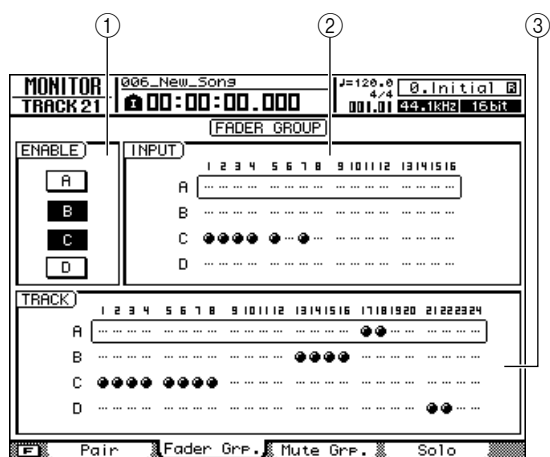 ① ② ③
MONITOR 006_New_Song ♩=120.0 4/4 0.Initial
TRACK 21 00:00:00.000 001.01 44.1kHz 16bit
FADER GROUP
ENABLE INPUT
1 2 3 4 5 6 7 8 9 10 11 12 13 14 15 16
A A
B B
C C
D D
TRACK
1 2 3 4 5 6 7 8 9 10 11 12 13 14 15 16 17 18 19 20 21 22 23 24
A
B
C
D
F Pair Fader Grp. Mute Grp. Solo